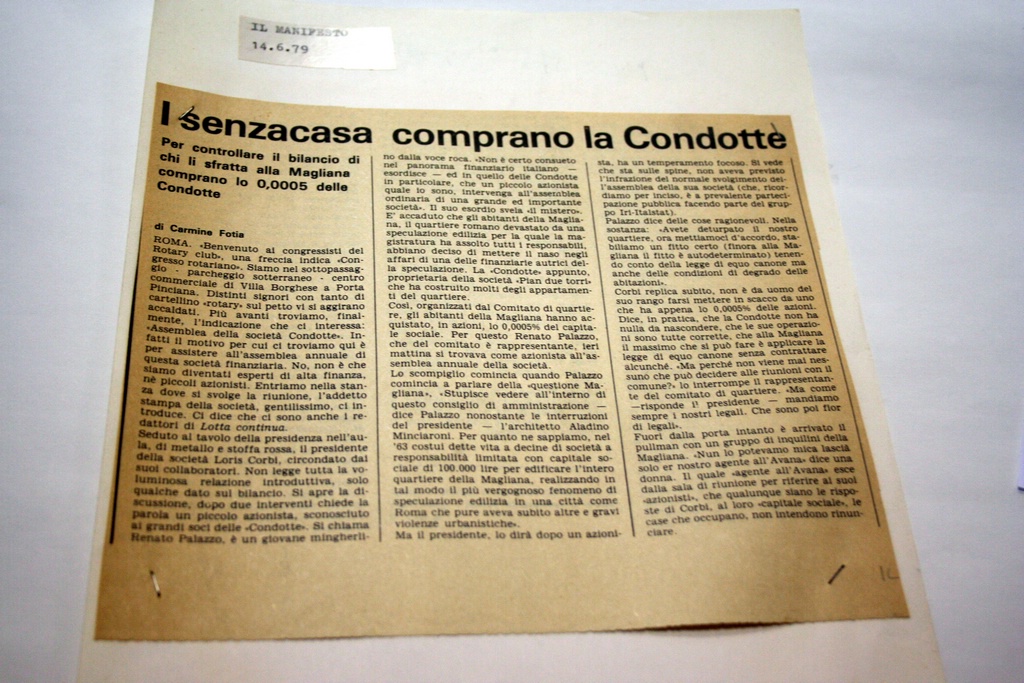 IL MANIFESTO
14.6.79
I senzacasa comprano la Condotte
Per controllare il bilancio di
chi li sfratta alla Magliana
comprano lo 0,0005 delle
Condotte
di Carmine Fotia
ROMA. «Benvenuto ai congressisti del
Rotary club», una freccia indica «Con-
gresso rotariano». Siamo nel sottopassag-
gio - parcheggio sotterraneo - centro
commerciale di Villa Borghese a Porta
Pinciana. Distinti signori con tanto di
cartellino «rotary» sul petto vi si aggirano
accaldati. Più avanti troviamo, final-
mente, l'indicazione che ci interessa:
«Assemblea della società Condotte». In-
fatti il motivo per cui ci troviamo qui è
per assistere all'assemblea annuale di
questa società finanziaria. No, non è che
siamo diventati esperti di alta finanza,
nè piccoli azionisti. Entriamo nella stan-
za dove si svolge la riunione, l'addetto
stampa della società, gentilissimo, ci in-
troduce. Ci dice che ci sono anche i re-
dattori di Lotta continua.
Seduto al tavolo della presidenza nell'au-
la, di metallo e stoffa rossa, il presidente
della società Loris Corbi, circondato dai
suoi collaboratori. Non legge tutta la vo-
luminosa relazione introduttiva, solo
qualche dato sul bilancio. Si apre la di-
scussione, dopo due interventi chiede la
parola un piccolo azionista, sconosciuto
ai grandi soci delle «Condotte». Si chiama
Renato Palazzo, è un giovane mingherli-
no dalla voce roca. «Non è certo consueto
nel panorama finanziario italiano —
esordisce — ed in quello delle Condotte
in particolare, che un piccolo azionista
quale io sono, intervenga all'assemblea
ordinaria di una grande ed importante
società». Il suo esordio svela «il mistero».
E' accaduto che gli abitanti della Maglia-
na, il quartiere romano devastato da una
speculazione edilizia per la quale la ma-
gistratura ha assolto tutti i responsabili,
abbiano deciso di mettere il naso negli
affari di una delle finanziarie autrici del-
la speculazione. La «Condotte» appunto,
proprietaria della società «Pian due torri»
che ha costruito molti degli appartamen-
ti del quartiere.
Così, organizzati dal Comitato di quartie-
re, gli abitanti della Magliana hanno ac-
quistato, in azioni, lo 0,0005% del capita-
le sociale. Per questo Renato Palazzo,
che del comitato è rappresentante, ieri
mattina si trovava come azionista all'as-
semblea annuale della società.
Lo scompiglio comincia quando Palazzo
comincia a parlare della «questione Ma-
gliana», «Stupisce vedere all'interno di
questo consiglio di amministrazione —
dice Palazzo nonostante le interruzioni
del presidente — l'architetto Aladino
Minciaroni. Per quanto ne sappiamo, nel
'63 costui dette vita a decine di società a
responsabilità limitata con capitale so-
ciale di 100.000 lire per edificare l'intero
quartiere della Magliana, realizzando in
tal modo il più vergognoso fenomeno di
speculazione edilizia in una città come
Roma che pure aveva subito altre e gravi
violenze urbanistiche».
Ma il presidente, lo dirà dopo un azioni-
sta, ha un temperamento focoso. Si vede
che sta sulle spine, non aveva previsto
l'infrazione del normale svolgimento del-
l'assemblea della sua società (che, ricor-
diamo per inciso, è a prevalente parteci-
pazione pubblica facendo parte del grup-
po Iri-Italstat).
Palazzo dice delle cose ragionevoli. Nella
sostanza: «Avete deturpato il nostro
quartiere, ora mettiamoci d'accordo, sta-
biliamo un fitto certo (finora alla Ma-
gliana il fitto è autodeterminato) tenen-
do conto della legge di equo canone ma
anche delle condizioni di degrado delle
abitazioni».
Corbi replica subito, non è da uomo del
suo rango farsi mettere in scacco da uno
che ha appena lo 0,0005% delle azioni.
Dice, in pratica, che la Condotte non ha
nulla da nascondere, che le sue operazio-
ni sono tutte corrette, che alla Magliana
il massimo che si può fare è applicare la
legge di equo canone senza contrattare
alcunché. «Ma perché non viene mai nes-
suno che può decidere alle riunioni con il
comune?» lo interrompe il rappresentan-
te del comitato di quartiere. «Ma come
—risponde il presidente — mandiamo
sempre i nostri legali. Che sono poi fior
di legali».
Fuori dalla porta intanto è arrivato il
pullman con un gruppo di inquilini della
Magliana. «Nun lo potevamo mica lascià
solo er nostro agente all'Avana» dice una
donna. Il quale «agente all'Avana» esce
dalla sala di riunione per riferire ai suoi
«azionisti», che qualunque siano le rispo-
ste di Corbi, al loro «capitale sociale», le
case che occupano, non intendono rinun-
ciare.